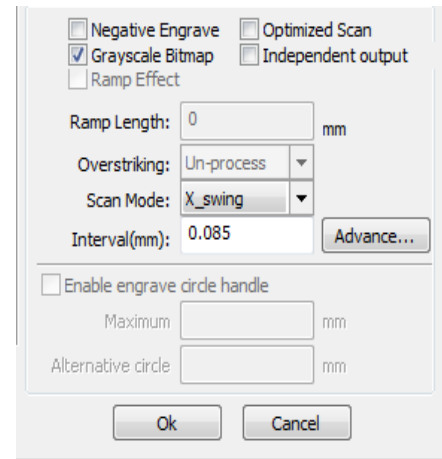 Negative Engrave Optimized Scan
Grayscale Bitmap Independent output
Ramp Effect
Ramp Length: 0 mm
Overstriking: Un-process
Scan Mode: X_swing
Interval(mm): 0.085 Advance...
Enable engrave circle handle
Maximum mm
Alternative circle mm
Ok Cancel